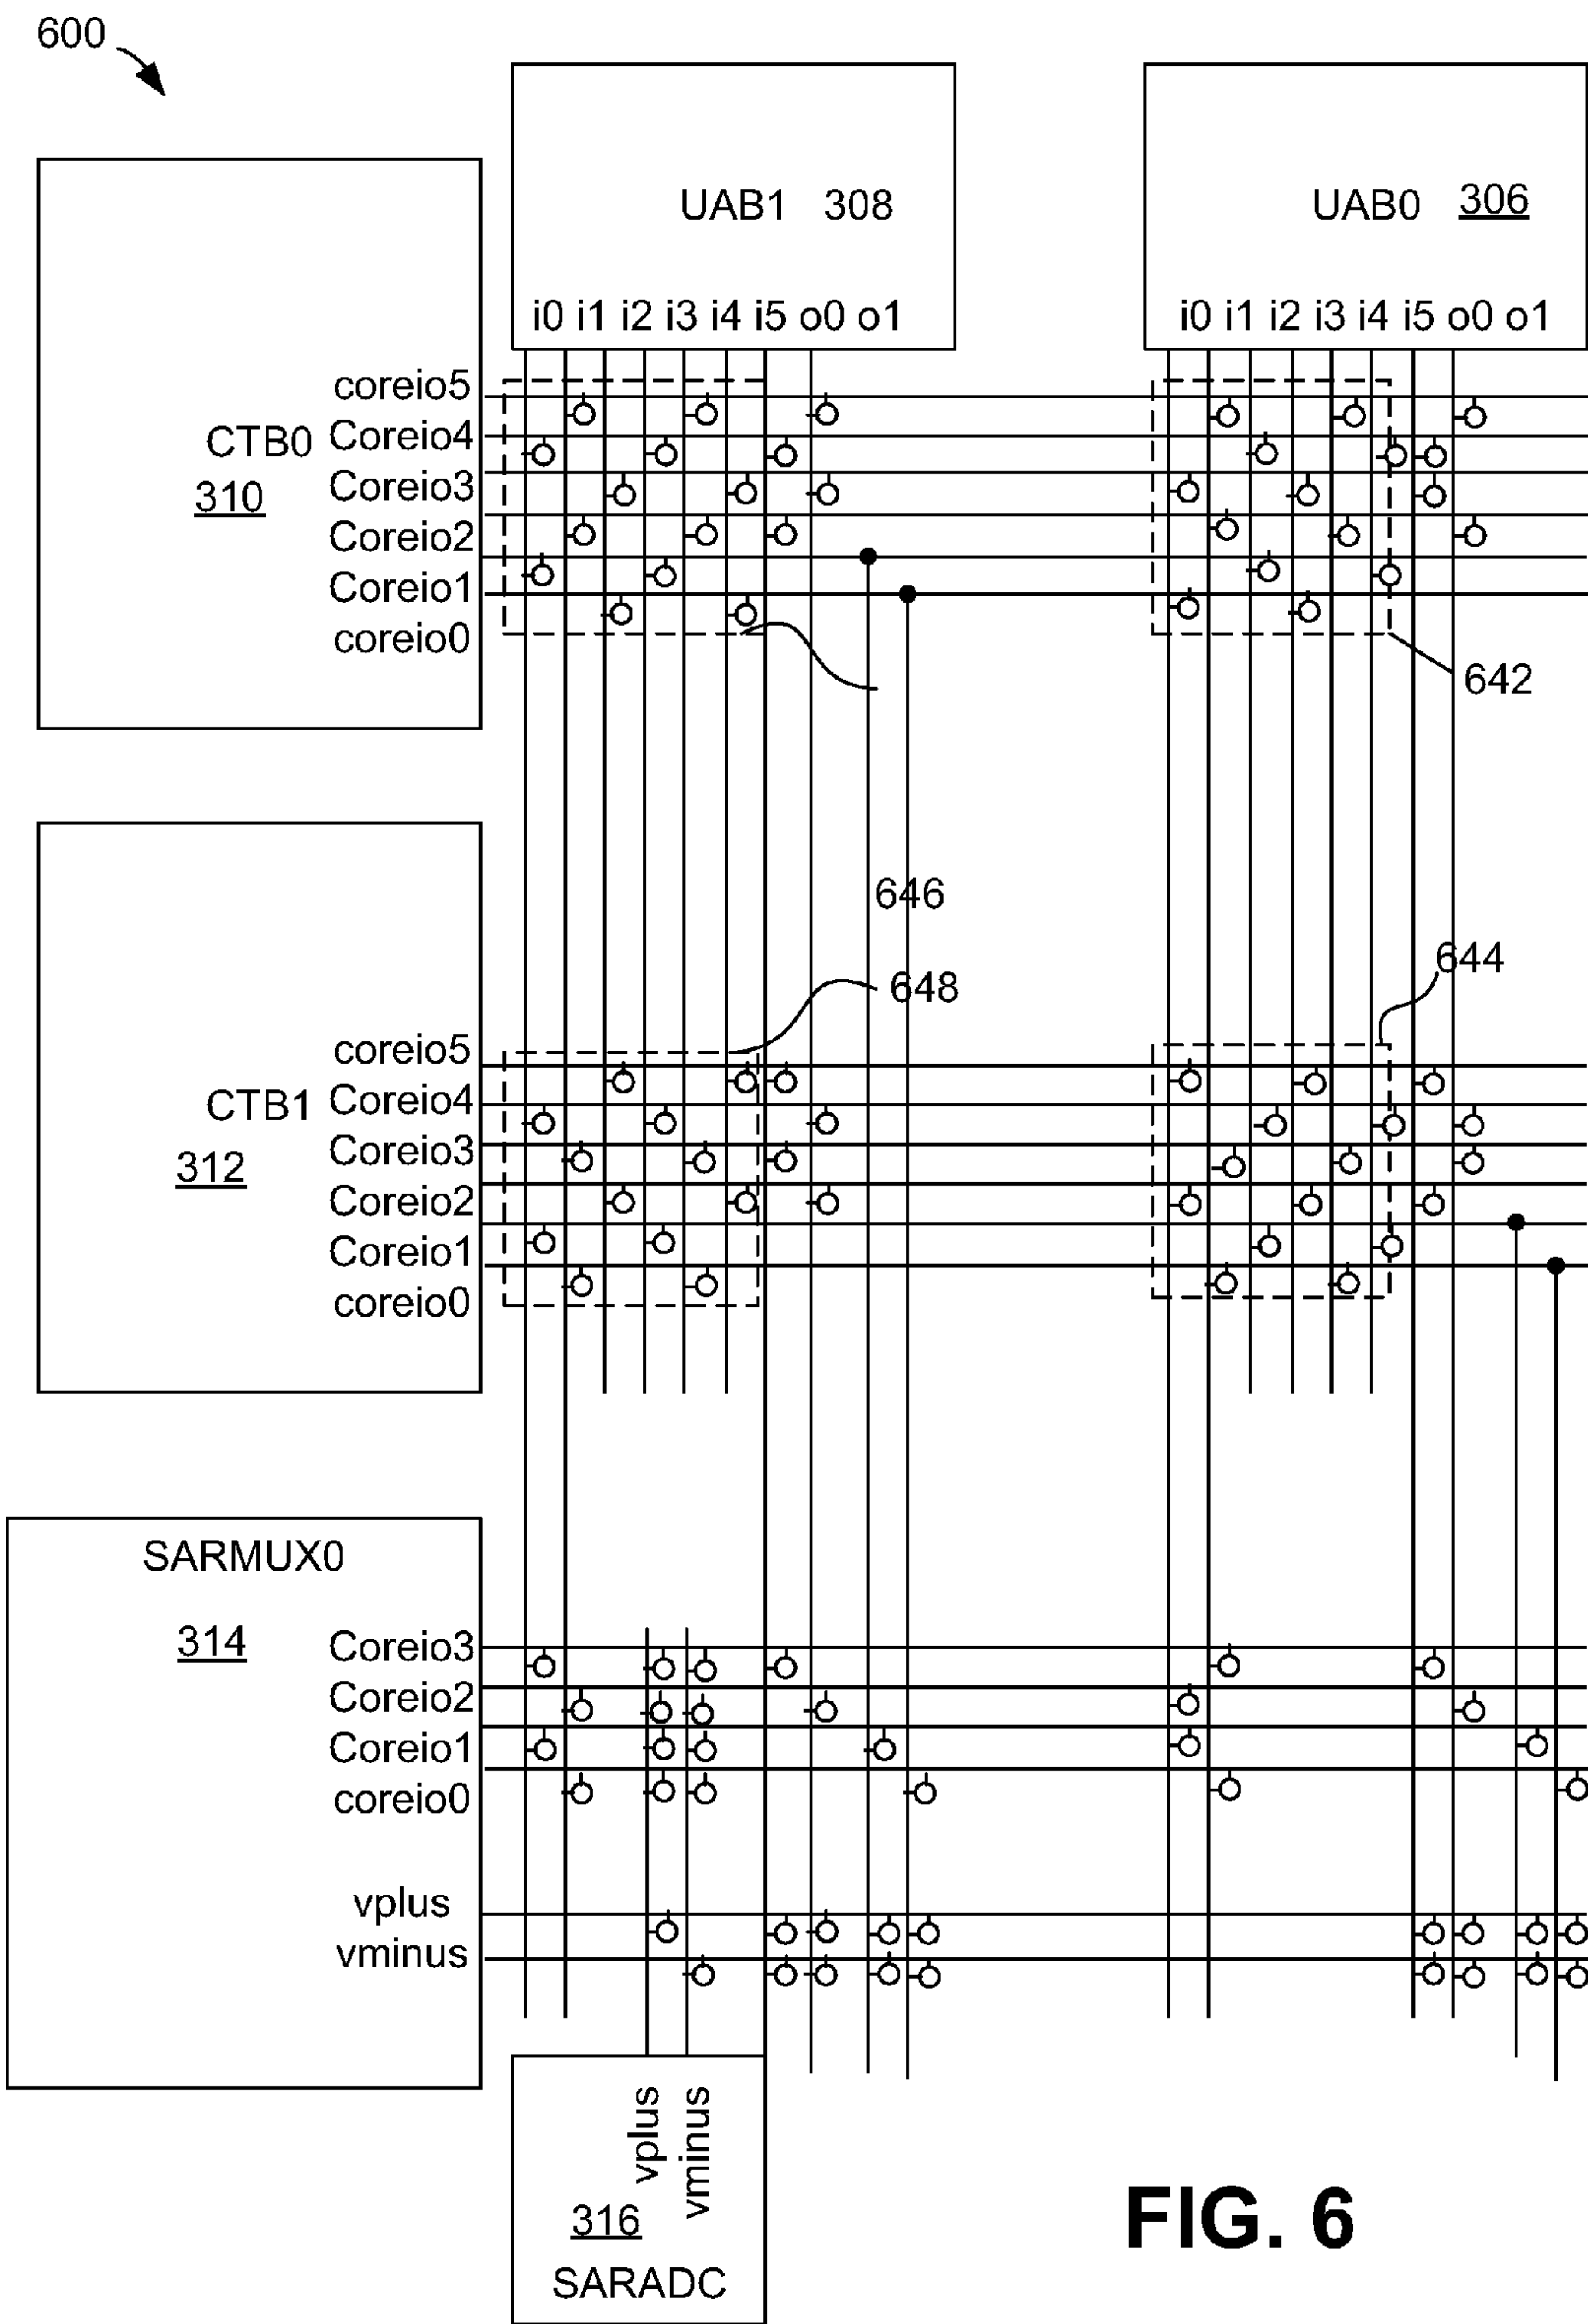 600
UAB1 308
i0 i1 i2 i3 i4 i5 o0 o1
UAB0 306
i0 i1 i2 i3 i4 i5 o0 o1
coreio5
CTB0 Coreio4
310 Coreio3
Coreio2
Coreio1
coreio0
642
646
648
644
coreio5
CTB1 Coreio4
312 Coreio3
Coreio2
Coreio1
coreio0
SARMUX0
314 Coreio3
Coreio2
Coreio1
coreio0
vplus
vminus
vplus
vminus
316
SARADC
FIG. 6